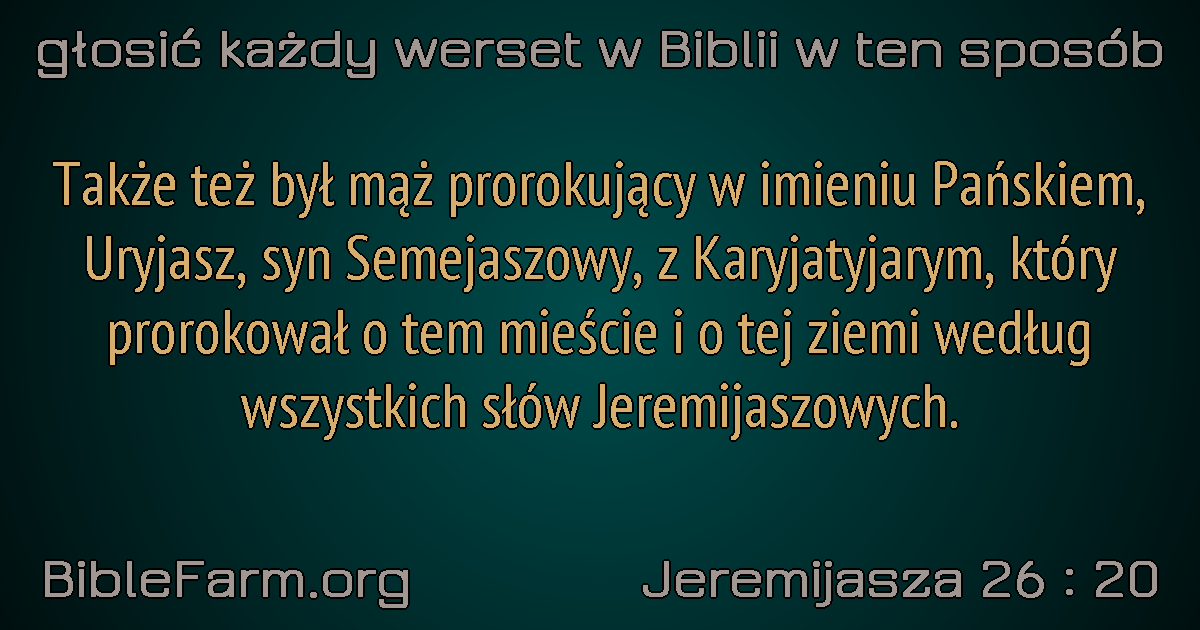 głosić każdy werset w Biblii w ten sposób
Także też był mąż prorokujący w imieniu Pańskiem,
Uryjasz, syn Semejaszowy, z Karyjatyjarym, który
prorokował o tem mieście i o tej ziemi według
wszystkich słów Jeremijaszowych.
BibleFarm.org
Jeremijasza 26 : 20